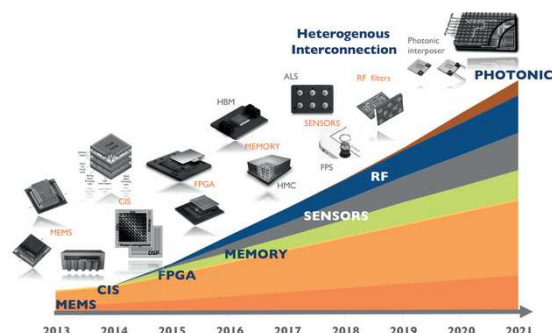 Heterogenous
Interconnection
Photonic
interposer
PHOTONIC
ALS
RF filters
HBM
SENSORS
MEMORY
RF
FPS
CIS
FPGA
HMC
MEMS
SENSORS
DSP
MEMORY
FPGA
CIS
MEMS
2013 2014 2015 2016 2017 2018 2019 2020 2021